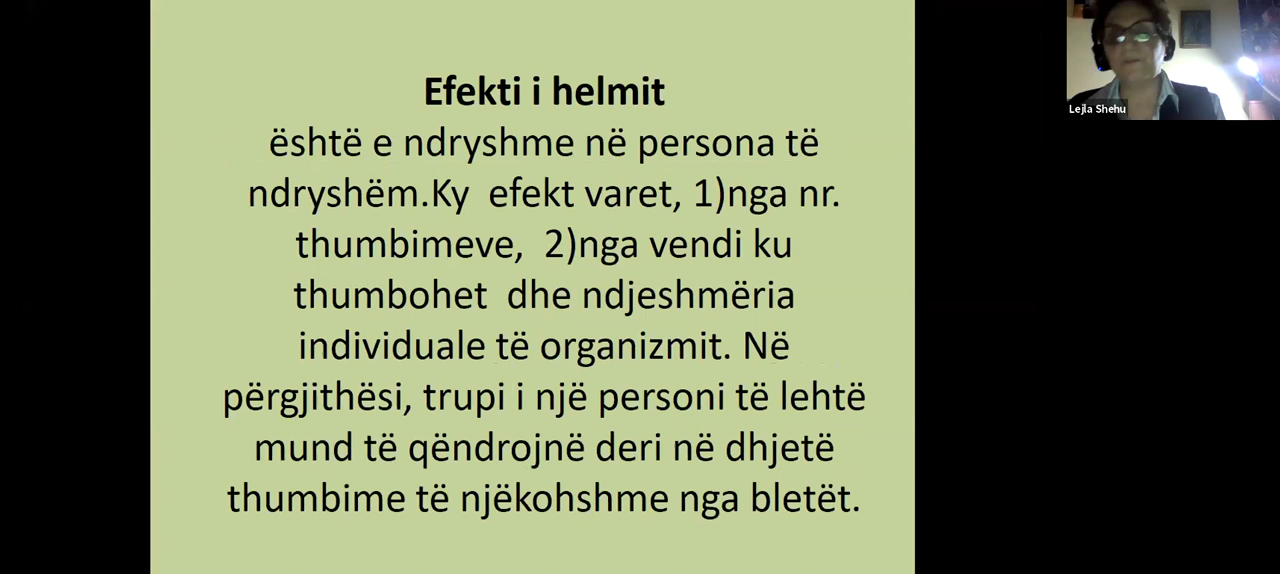 Efekti i helmit
është e ndryshme në persona të
ndryshëm.Ky  efekt varet, 1)nga nr.
thumbimeve,  2)nga vendi ku
thumbohet  dhe ndjeshmëria
individuale të organizmit. Në
përgjithësi, trupi i një personi të lehtë
mund të qëndrojnë deri në dhjetë
thumbime të njëkohshme nga bletët.
Lejla Shehu